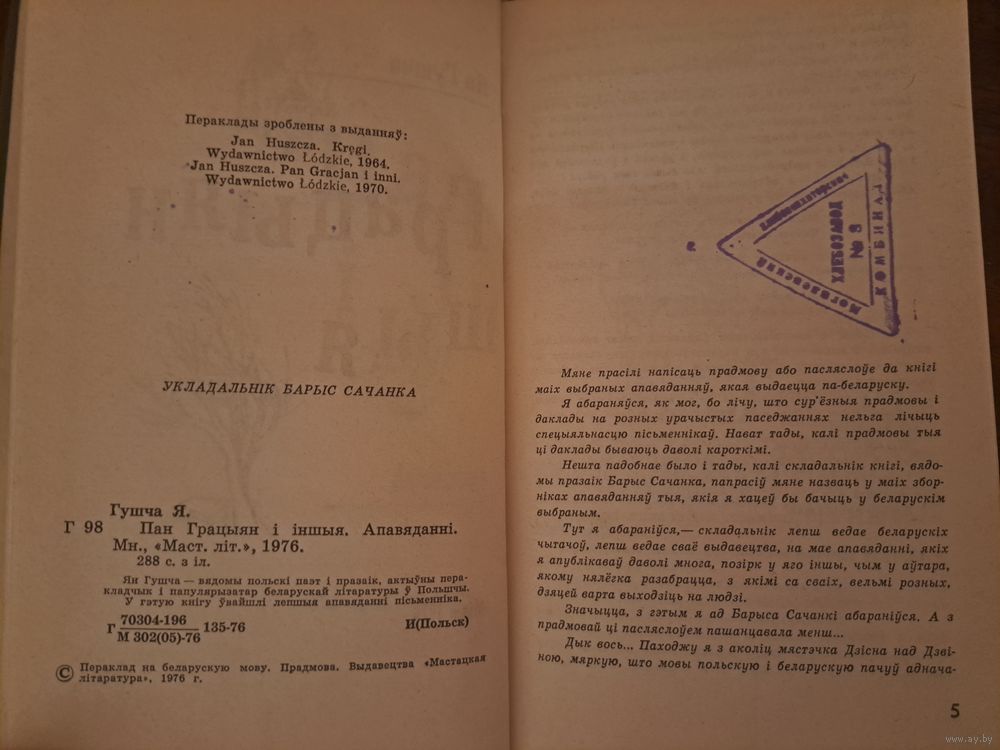 Пераклады зроблены з выданняў:
Jan Huszcza. Kręgi.
Wydawnictwo Łódzkie, 1964.
Jan Huszcza. Pan Gracjan i inni.
Wydawnictwo Łódzkie, 1970.
УКЛАДАЛЬНІК БАРЫС САЧАНКА
Гушча Я.
Г 98 Пан Грацыян і іншыя. Апавяданні.
Мн., «Маст. літ.», 1976.
288 с. з іл.
Ян Гушча — вядомы польскі паэт і празаік, актыўны пера-
кладчык і папулярызатар беларускай літаратуры ў Польшчы.
У гэтую кнігу ўвайшлі лепшыя апавяданні пісьменніка.
Г 70304-196
М 302(05)-76 135-76 И(Польск)
© Пераклад на беларускую мову. Прадмова. Выдавецтва «Мастацкая
літаратура», 1976 г.
Могилевский
ХЛЕБОЗАВОД
№ 3
КОМБИНАТ
Мяне прасілі напісаць прадмову або пасляслоўе да кнігі
маіх выбраных апавяданняў, якая выдаецца па-беларуску.
Я абараняўся, як мог, бо лічу, што сур'ёзныя прадмовы і
даклады на розных урачыстых паседжаннях нельга лічыць
спецыяльнасцю пісьменнікаў. Нават тады, калі прадмовы тыя
ці даклады бываюць даволі кароткімі.
Нешта падобнае было і тады, калі складальнік кнігі, вядо-
мы празаік Барыс Сачанка, папрасіў мяне назваць у маіх збор-
ніках апавяданняў тыя, якія я хацеў бы бачыць у беларускім
выбраным.
Тут я абараніўся,— складальнік лепш ведае беларускіх
чытачоў, лепш ведае сваё выдавецтва, на мае апавяданні, якіх
я апублікаваў даволі многа, позірк у яго іншы, чым у аўтара,
якому нялёгка разабрацца, з якімі са сваіх, вельмі розных,
дзяцей варта выходзіць на людзі.
Значыцца, з гэтым я ад Барыса Сачанкі абараніўся. А з
прадмовай ці пасляслоўем пашанцавала менш...
Дык вось... Паходжу я з аколіц мястэчка Дзісна над Дзві-
ною, мяркую, што мовы польскую і беларускую пачуў адна­ча-
5
www.ay.by